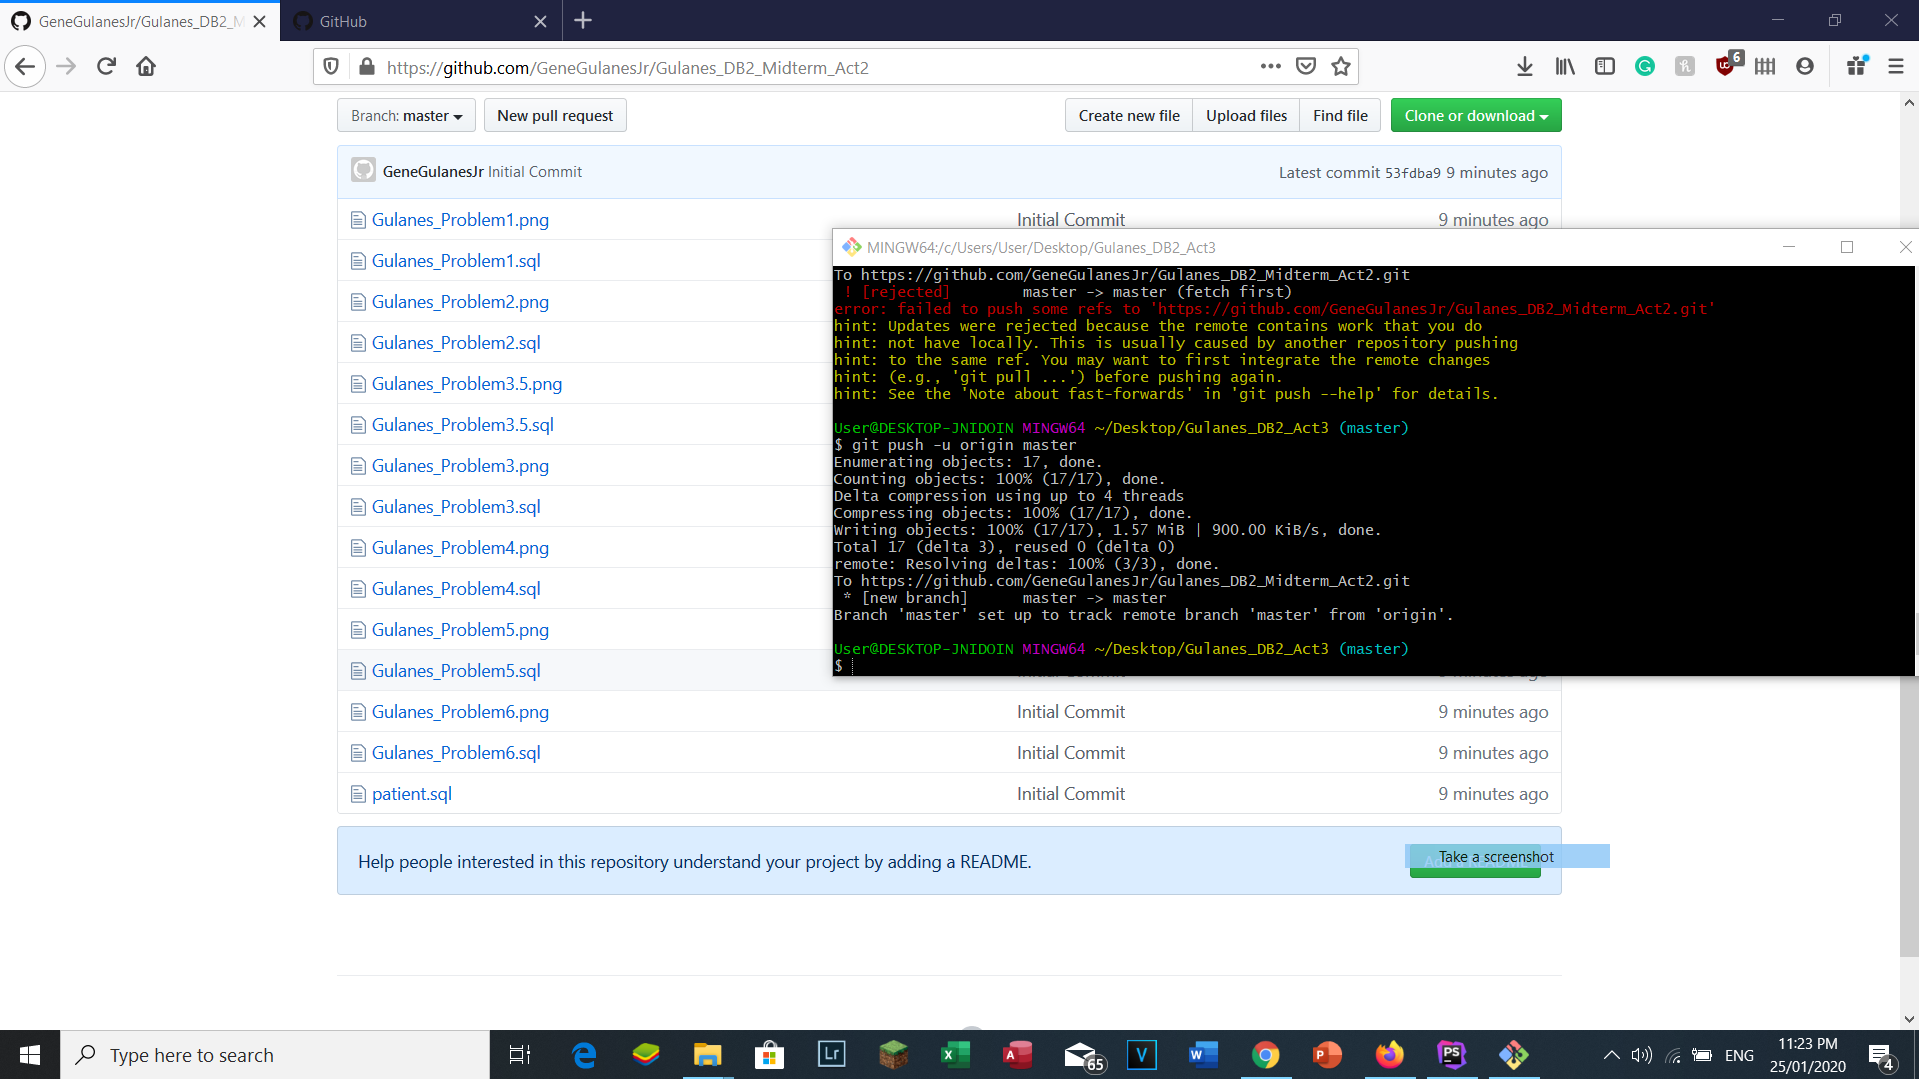 GeneGulanesJr/Gulanes_DB2_M
GitHub
https://github.com/GeneGulanesJr/Gulanes_DB2_Midterm_Act2
6
Branch: master
New pull request
Create new file
Upload files
Find file
Clone or download
GeneGulanesJr Initial Commit
Latest commit 53fdba9 9 minutes ago
Gulanes_Problem1.png
Initial Commit
9 minutes ago
Gulanes_Problem1.sql
Gulanes_Problem2.png
Gulanes_Problem2.sql
Gulanes_Problem3.5.png
Gulanes_Problem3.5.sql
Gulanes_Problem3.png
Gulanes_Problem3.sql
Gulanes_Problem4.png
Gulanes_Problem4.sql
Gulanes_Problem5.png
Gulanes_Problem5.sql
Gulanes_Problem6.png
Initial Commit
9 minutes ago
Gulanes_Problem6.sql
Initial Commit
9 minutes ago
patient.sql
Initial Commit
9 minutes ago
MINGW64:/c/Users/User/Desktop/Gulanes_DB2_Act3
To https://github.com/GeneGulanesJr/Gulanes_DB2_Midterm_Act2.git
! [rejected] master -> master (fetch first)
error: failed to push some refs to 'https://github.com/GeneGulanesJr/Gulanes_DB2_Midterm_Act2.git'
hint: Updates were rejected because the remote contains work that you do
hint: not have locally. This is usually caused by another repository pushing
hint: to the same ref. You may want to first integrate the remote changes
hint: (e.g., 'git pull ...') before pushing again.
hint: See the 'Note about fast-forwards' in 'git push --help' for details.
User@DESKTOP-JNIDOIN MINGW64 ~/Desktop/Gulanes_DB2_Act3 (master)
$ git push -u origin master
Enumerating objects: 17, done.
Counting objects: 100% (17/17), done.
Delta compression using up to 4 threads
Compressing objects: 100% (17/17), done.
Writing objects: 100% (17/17), 1.57 MiB | 900.00 KiB/s, done.
Total 17 (delta 3), reused 0 (delta 0)
remote: Resolving deltas: 100% (3/3), done.
To https://github.com/GeneGulanesJr/Gulanes_DB2_Midterm_Act2.git
* [new branch] master -> master
Branch 'master' set up to track remote branch 'master' from 'origin'.
User@DESKTOP-JNIDOIN MINGW64 ~/Desktop/Gulanes_DB2_Act3 (master)
$
Help people interested in this repository understand your project by adding a README.
Take a screenshot
Type here to search
Lr
65
V
PS
ENG
11:23 PM
25/01/2020
4